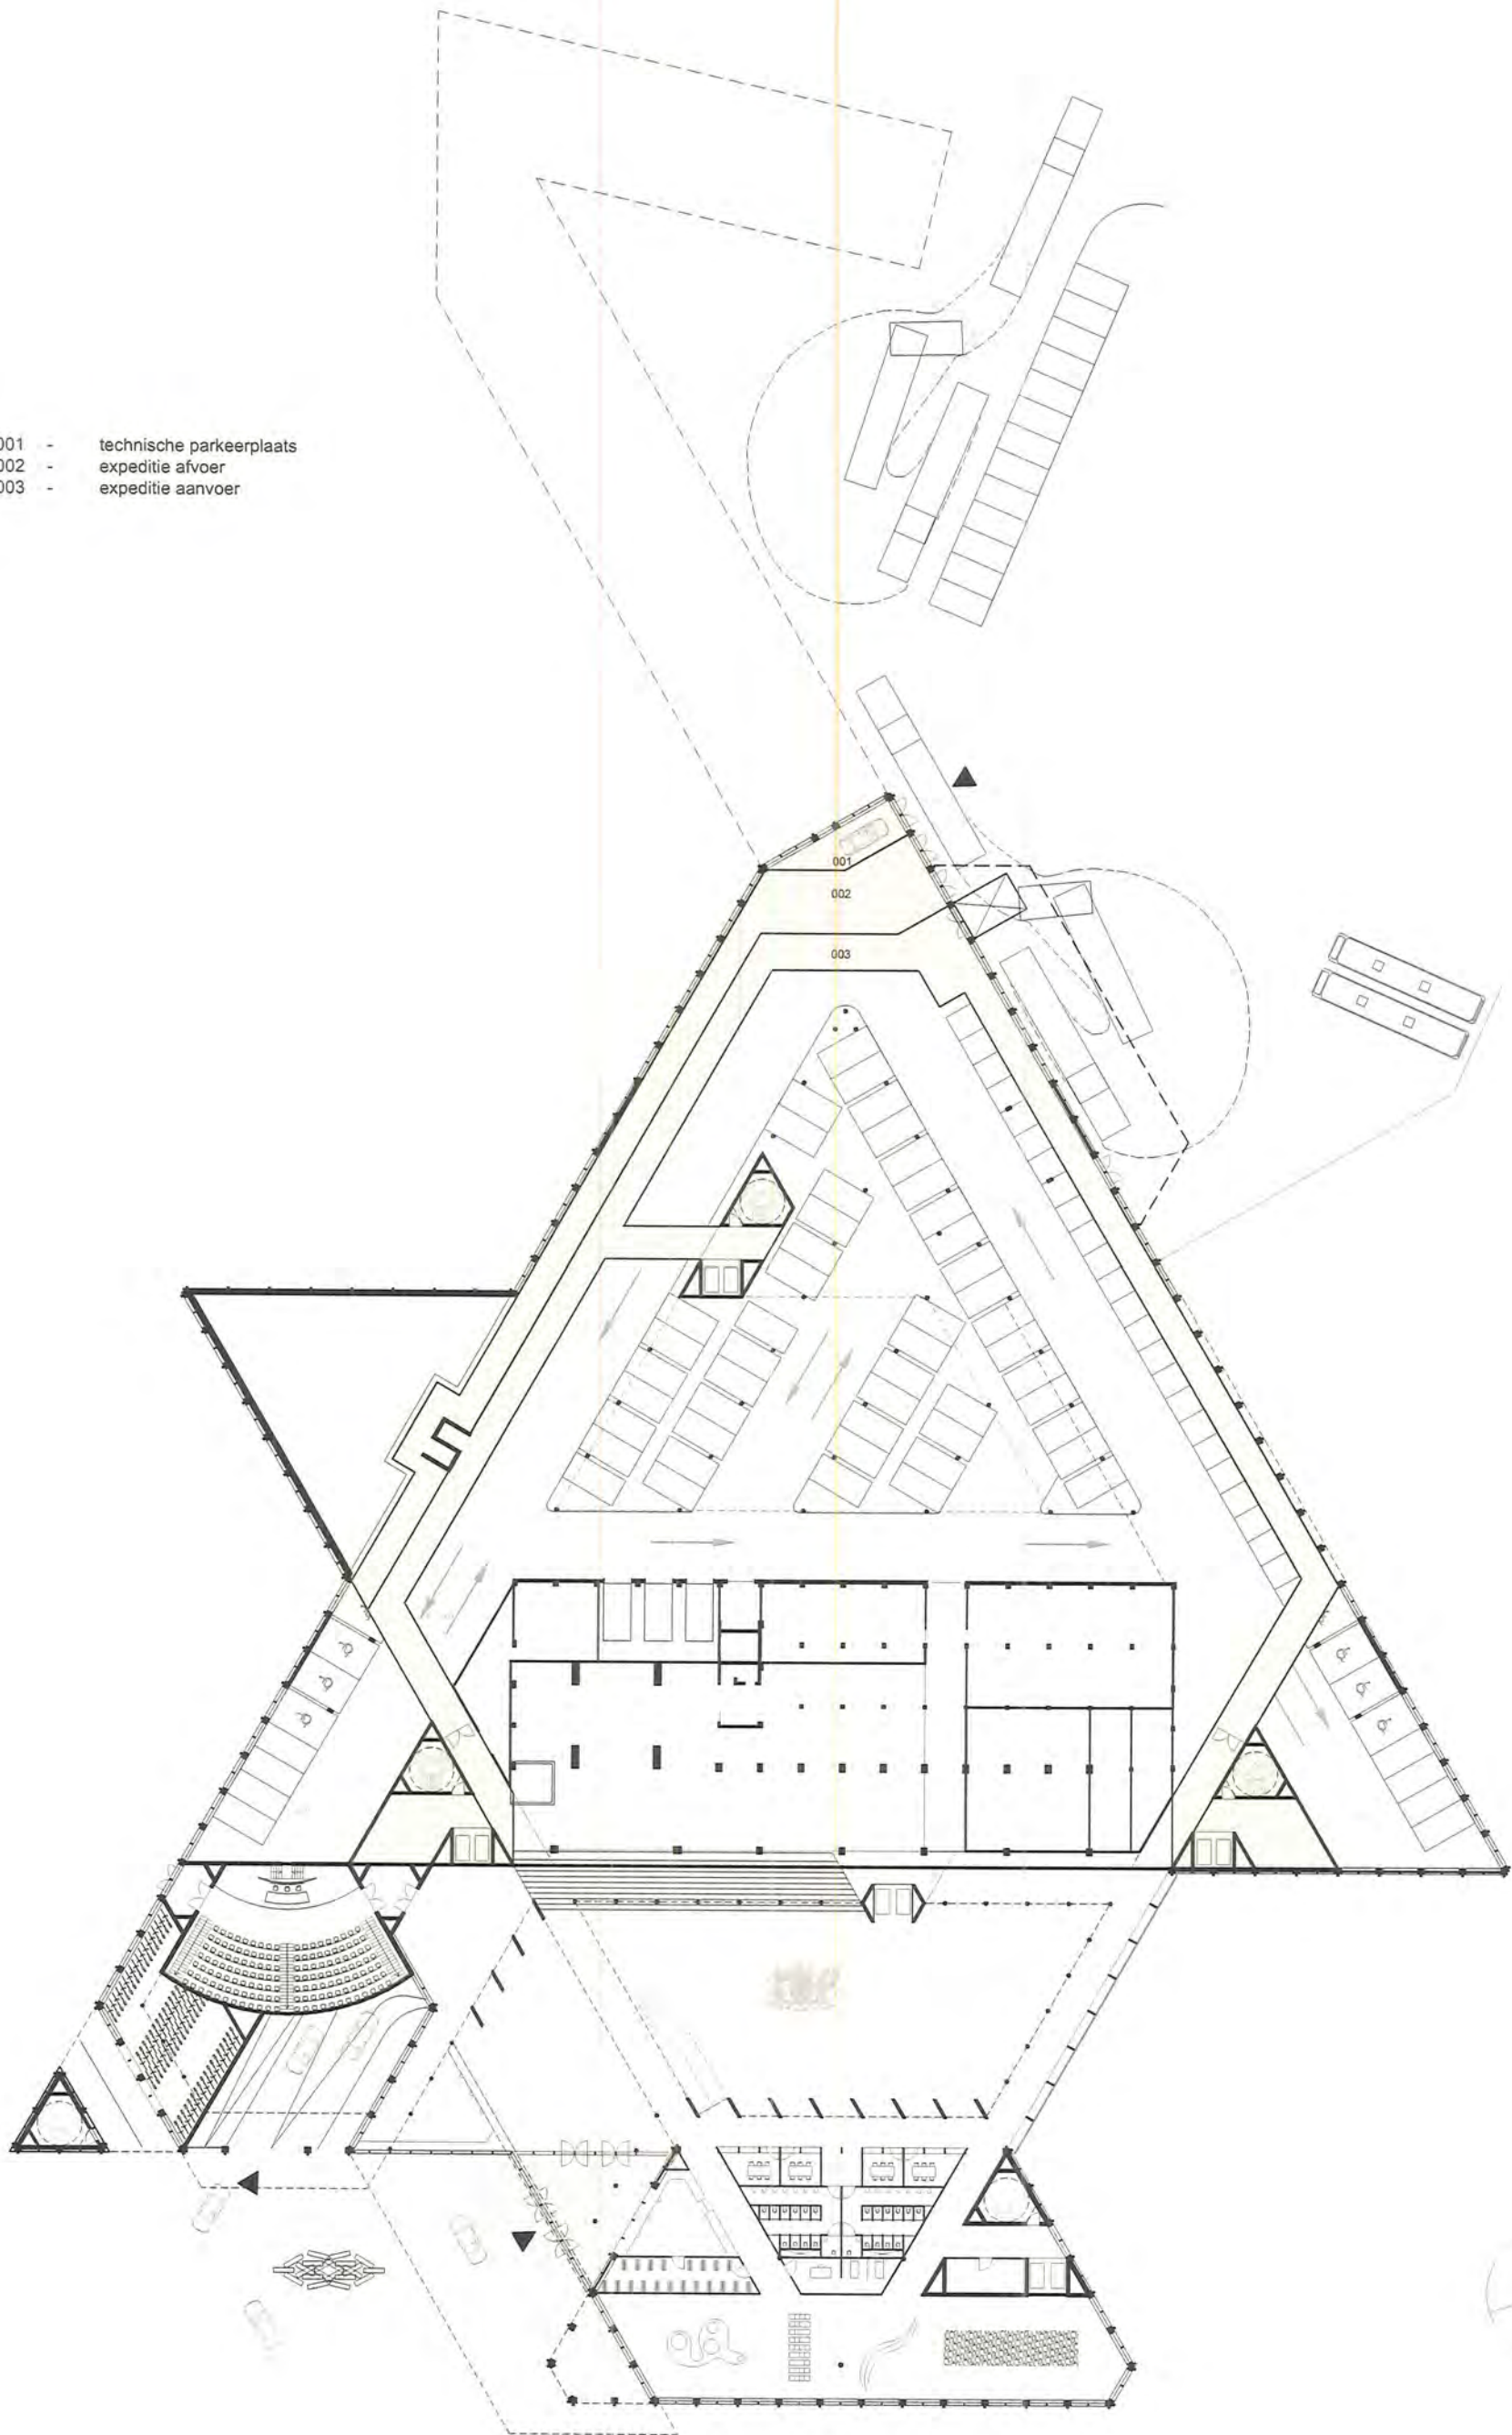 001 - technische parkeerplaats
002 - expeditie afvoer
003 - expeditie aanvoer
001
002
003